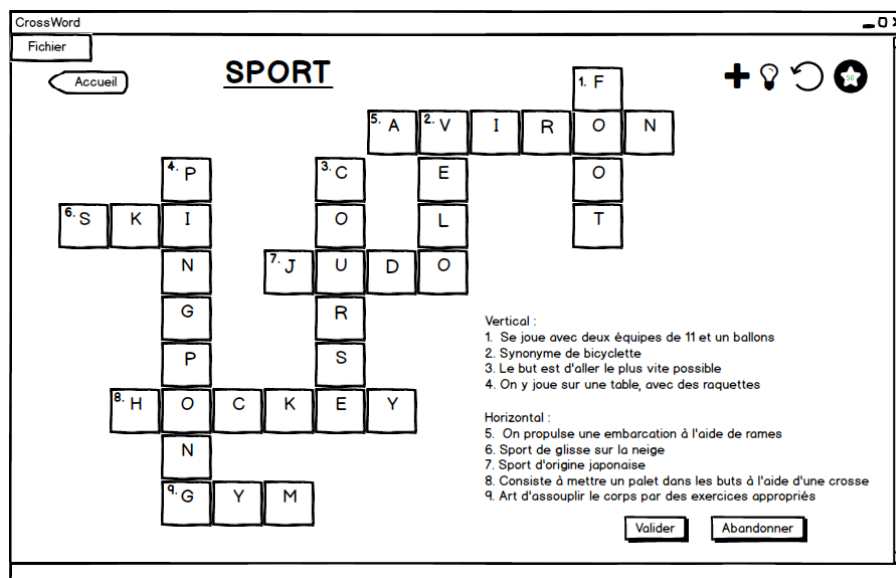 CrossWord
Fichier
Accueil
SPORT
1. F
5. A 2. V I R O N
4. P 3. C E O
6. S K I O L T
N 7. J U D O
G R
P S
8. H O C K E Y
N
9. G Y M
Vertical :
1. Se joue avec deux équipes de 11 et un ballons
2. Synonyme de bicyclette
3. Le but est d'aller le plus vite possible
4. On y joue sur une table, avec des raquettes
Horizontal :
5. On propulse une embarcation à l'aide de rames
6. Sport de glisse sur la neige
7. Sport d'origine japonaise
8. Consiste à mettre un palet dans les buts à l'aide d'une crosse
9. Art d'assouplir le corps par des exercices appropriés
Valider Abandonner